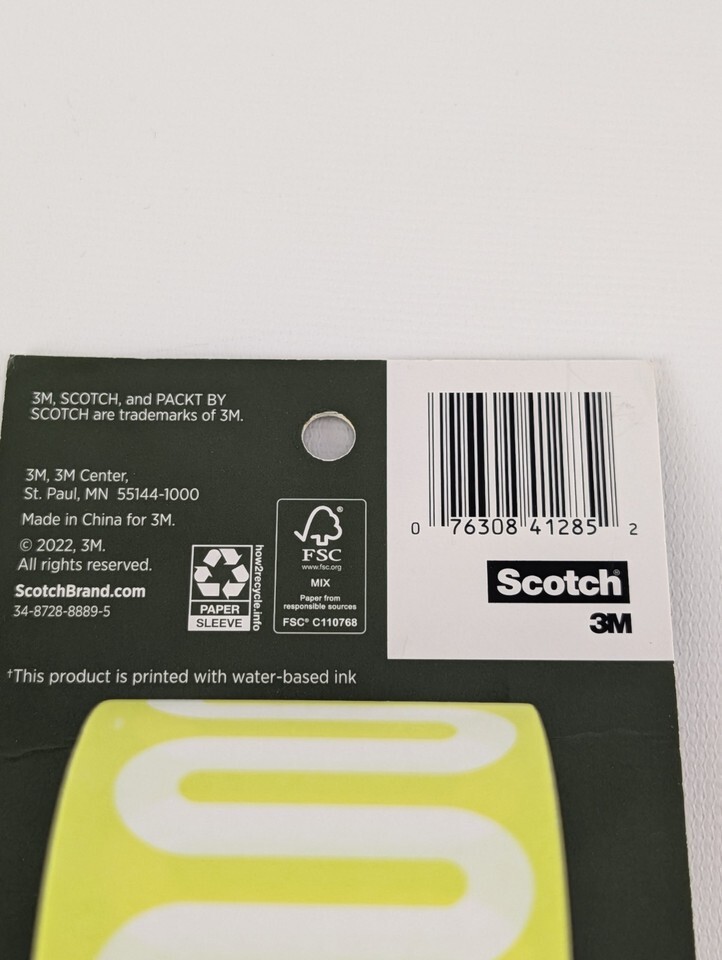 3M, SCOTCH, and PACKT BY
SCOTCH are trademarks of 3M.
3M, 3M Center,
St. Paul, MN 55144-1000
Made in China for 3M.
© 2022, 3M.
All rights reserved.
ScotchBrand.com
34-8728-8889-5
PAPER
SLEEVE
how2recycle.info
®
FSC
www.fsc.org
MIX
Paper from
responsible sources
FSC® C110768
0 76308 41285 2
Scotch®
3M
†This product is printed with water-based ink